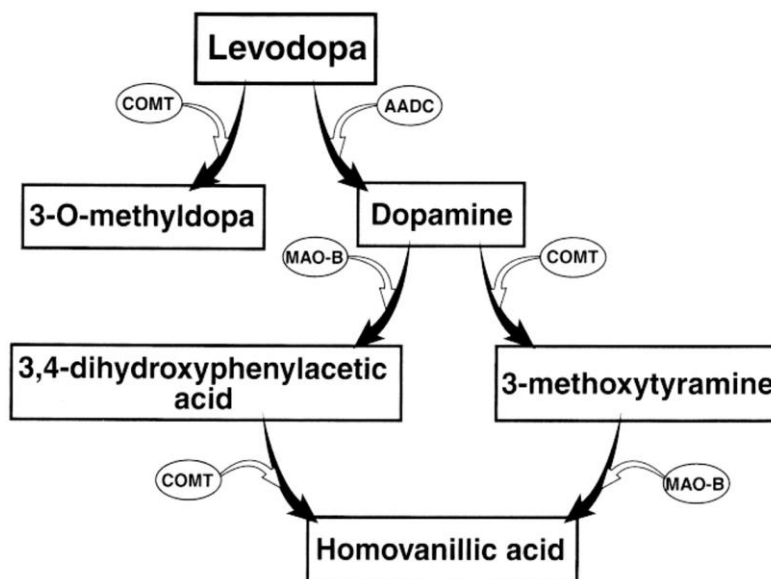 Levodopa
COMT
AADC
3-O-methyldopa
Dopamine
MAO-B
COMT
3,4-dihydroxyphenylacetic
acid
3-methoxytyramine
COMT
MAO-B
Homovanillic acid